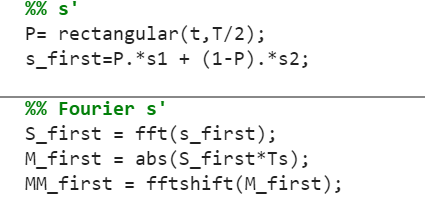 %% s'
P= rectangular(t,T/2);
s_first=P.*s1 + (1-P).*s2;
%% Fourier s'
S_first = fft(s_first);
M_first = abs(S_first*Ts);
MM_first = fftshift(M_first);